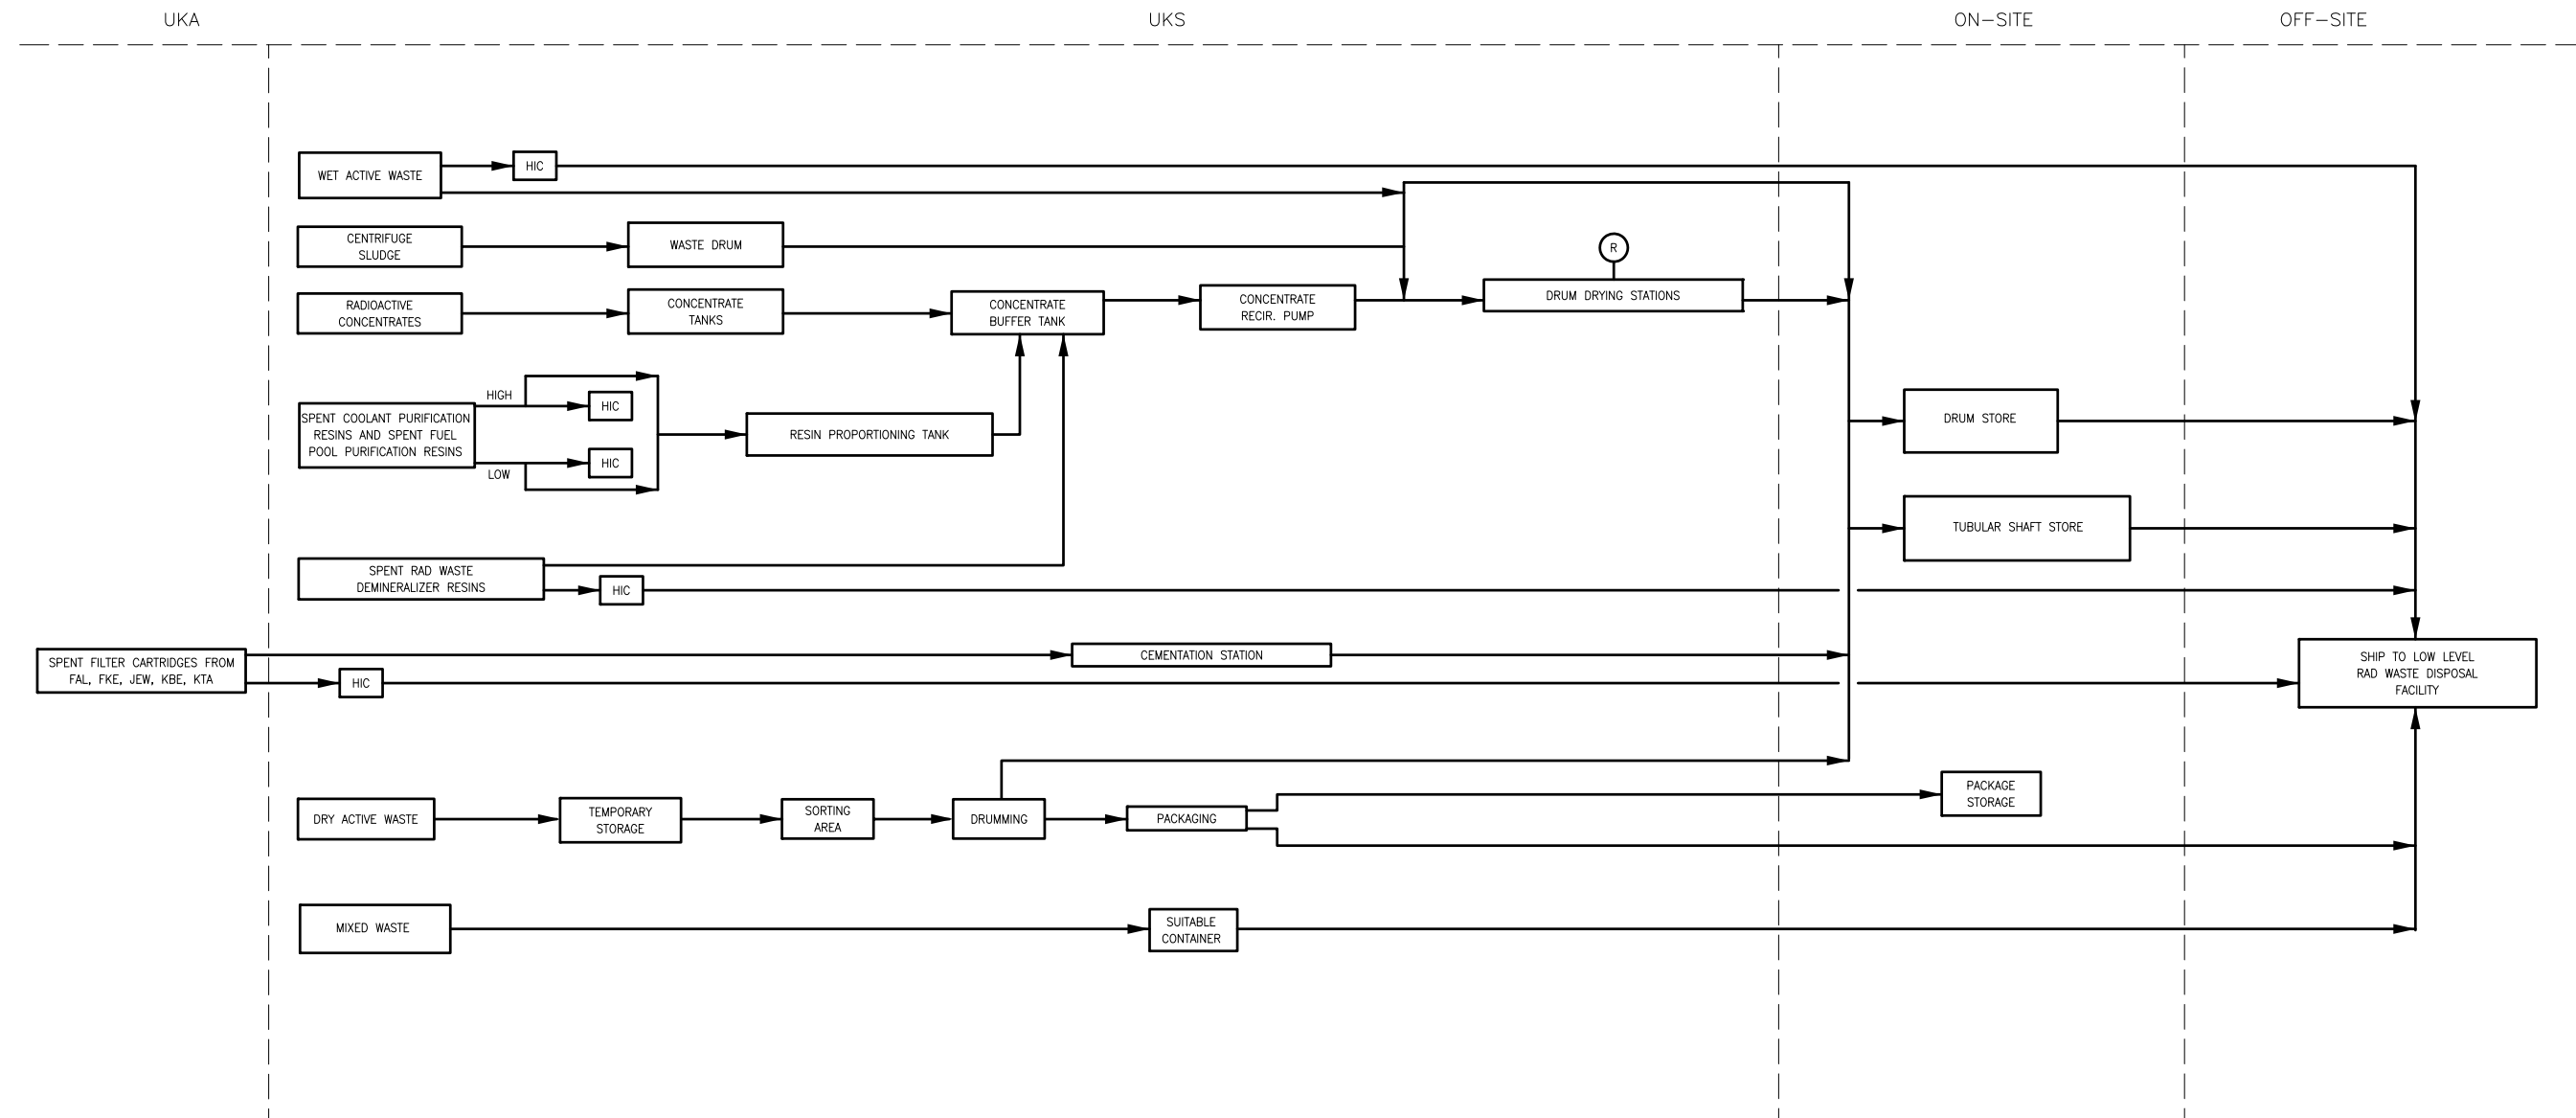 UKA
UKS
ON-SITE
OFF-SITE
WET ACTIVE WASTE
HIC
CENTRIFUGE
SLUDGE
WASTE DRUM
R
RADIOACTIVE
CONCENTRATES
CONCENTRATE
TANKS
CONCENTRATE
BUFFER TANK
CONCENTRATE
RECIR. PUMP
DRUM DRYING STATIONS
SPENT COOLANT PURIFICATION
RESINS AND SPENT FUEL
POOL PURIFICATION RESINS
HIGH
HIC
LOW
HIC
RESIN PROPORTIONING TANK
DRUM STORE
TUBULAR SHAFT STORE
SPENT RAD WASTE
DEMINERALIZER RESINS
HIC
SPENT FILTER CARTRIDGES FROM
FAL, FKE, JEW, KBE, KTA
HIC
CEMENTATION STATION
SHIP TO LOW LEVEL
RAD WASTE DISPOSAL
FACILITY
DRY ACTIVE WASTE
TEMPORARY
STORAGE
SORTING
AREA
DRUMMING
PACKAGING
PACKAGE
STORAGE
MIXED WASTE
SUITABLE
CONTAINER